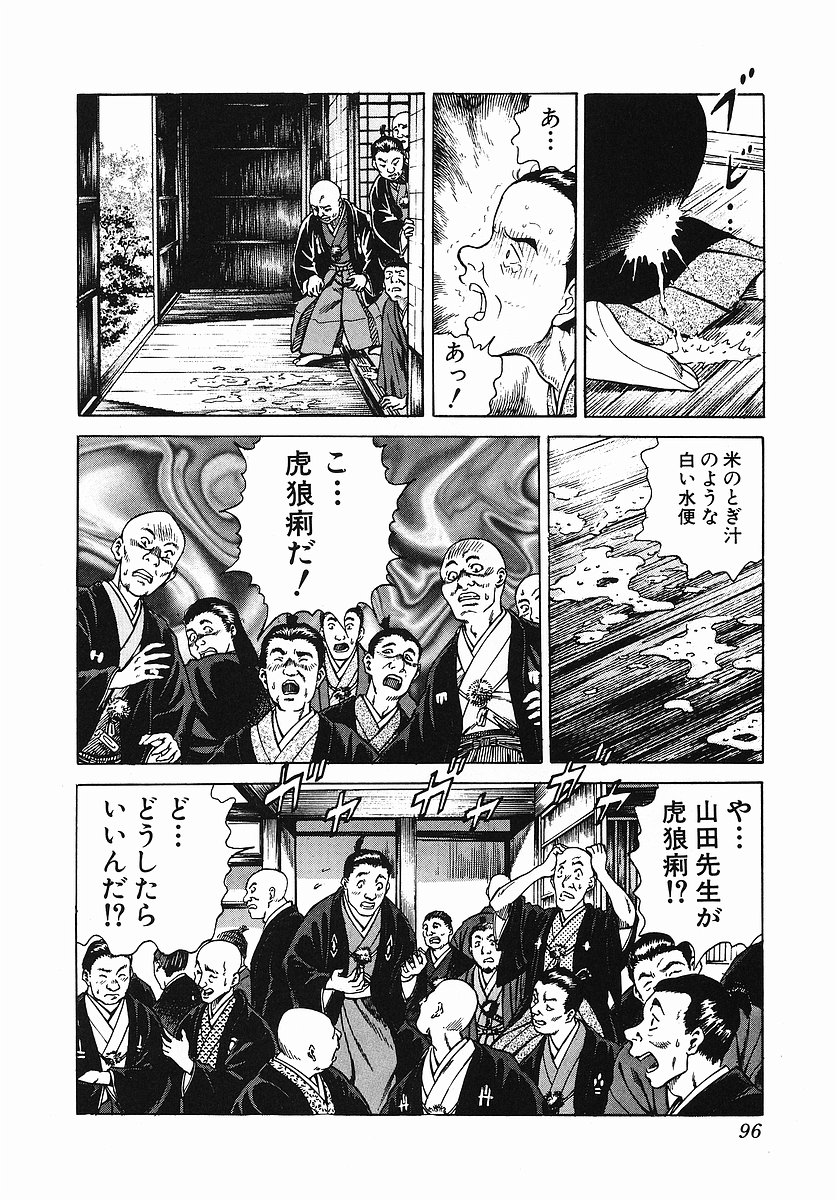 ブ
ビ…
あ…
あっ！
米のとぎ汁
のような
白い水便
こ…
虎狼痢だ！
や…
山田先生が
虎狼痢！？
ガヤ
ガヤ
ガヤ
ど…
どうしたら
いいんだ！？
96